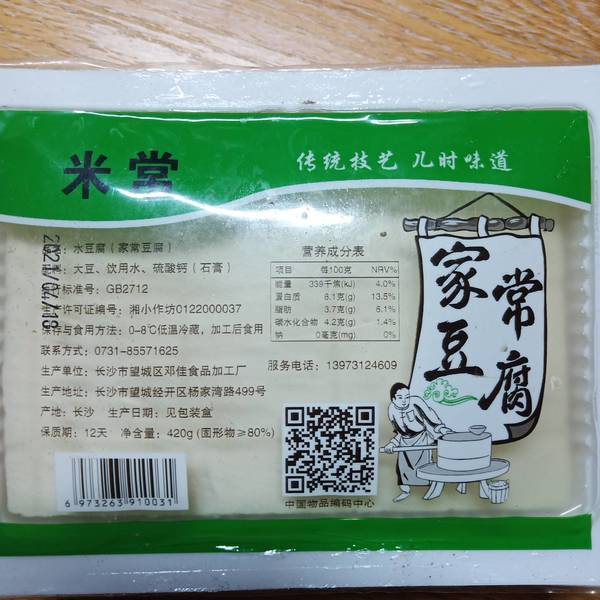 米堂
传统技艺 儿时味道
水豆腐（家常豆腐）
大豆、饮用水、硫酸钙（石膏）
标准号：GB2712
许可证编号：湘小作坊0122000037
保存与食用方法：0-8℃低温冷藏，加工后食用
联系方式：0731-85571625
生产单位：长沙市望城区邓佳食品加工厂
生产地址：长沙市望城经开区杨家湾路499号
产地：长沙 生产日期：见包装盒
保质期：12天 净含量：420g（固形物≥80%）
营养成分表
项目 每100克 NRV%
能量 339千焦(kJ) 4.0%
蛋白质 8.1克(g) 13.5%
脂肪 3.7克(g) 6.1%
碳水化合物 4.2克(g) 1.4%
钠 0毫克(mg) 0%
服务电话：13973124609
家常
豆腐
6 973263 910031
中国物品编码中心